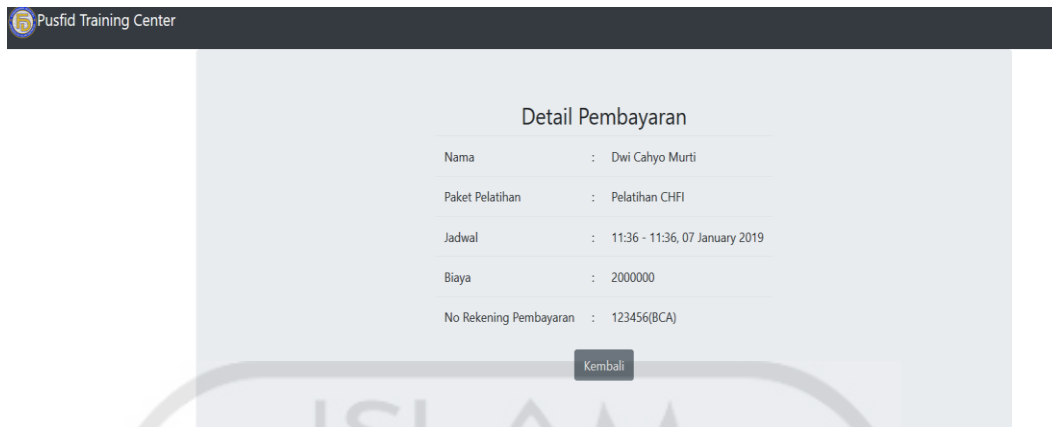 Pusfid Training Center
Detail Pembayaran
Nama : Dwi Cahyo Murti
Paket Pelatihan : Pelatihan CHFI
Jadwal : 11:36 - 11:36, 07 January 2019
Biaya : 2000000
No Rekening Pembayaran : 123456(BCA)
Kembali
ISLAM